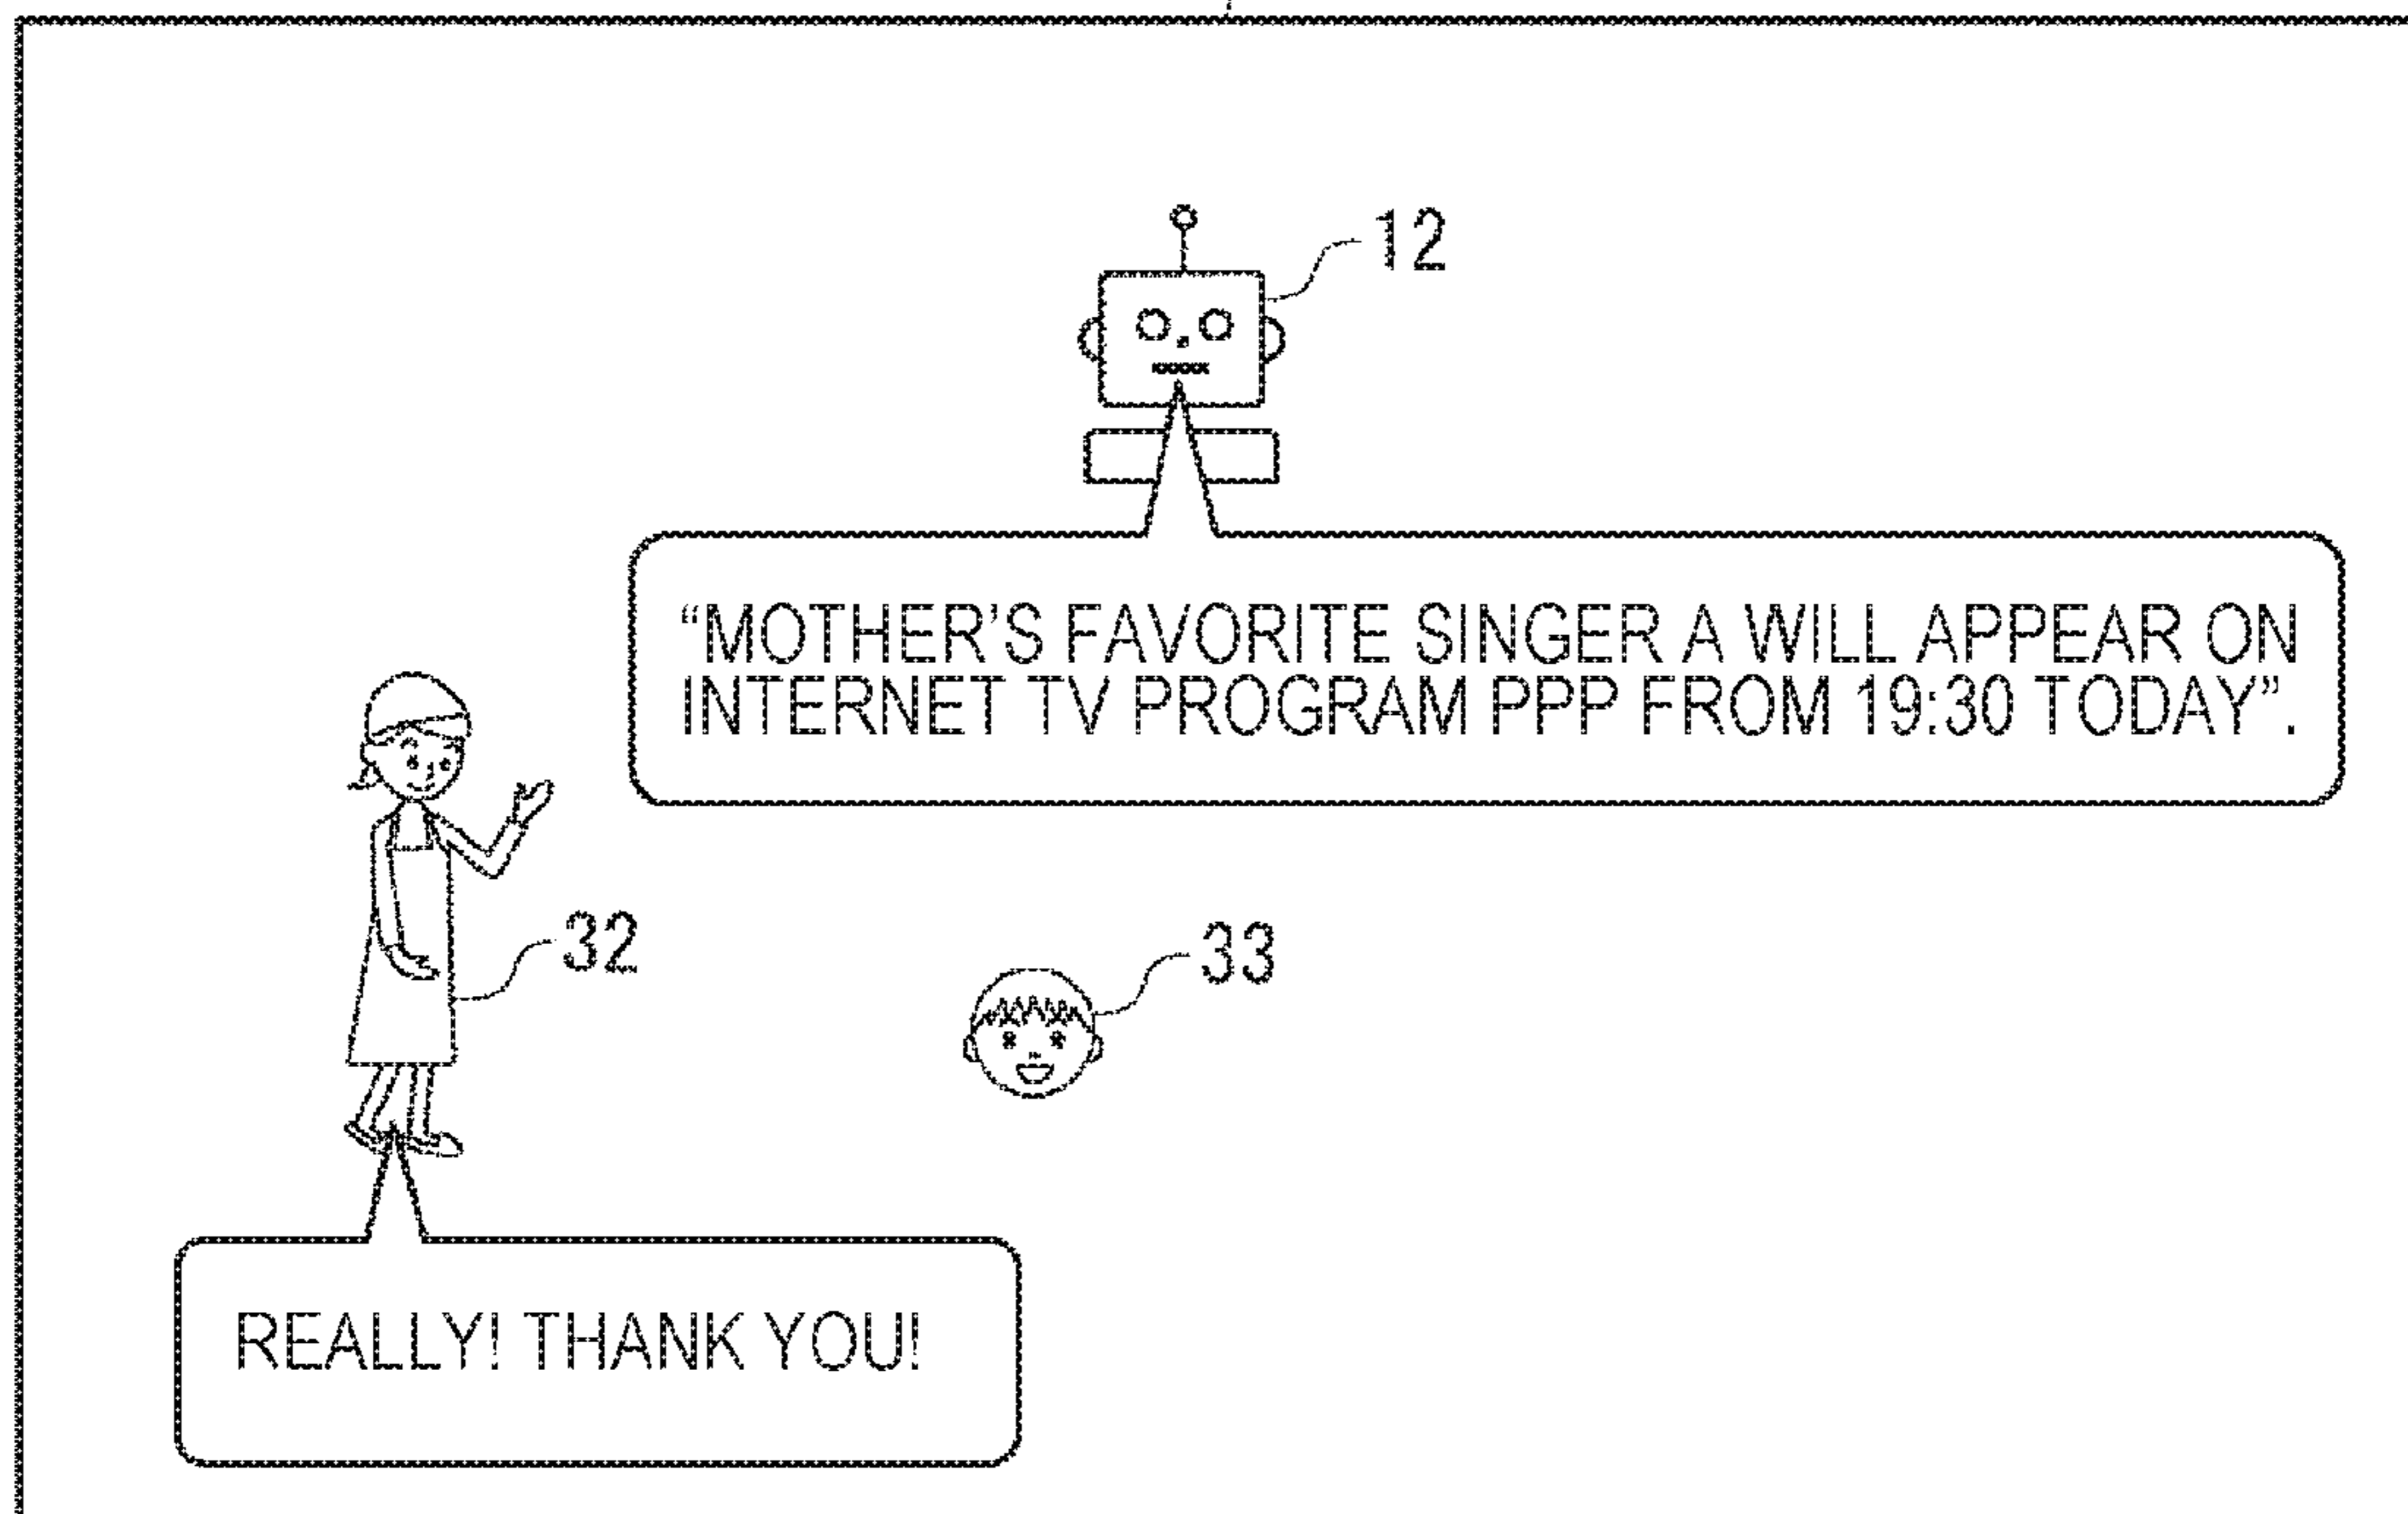 12
“MOTHER’S FAVORITE SINGER A WILL APPEAR ON
INTERNET TV PROGRAM PPP FROM 19:30 TODAY”.
32
33
REALLY! THANK YOU!